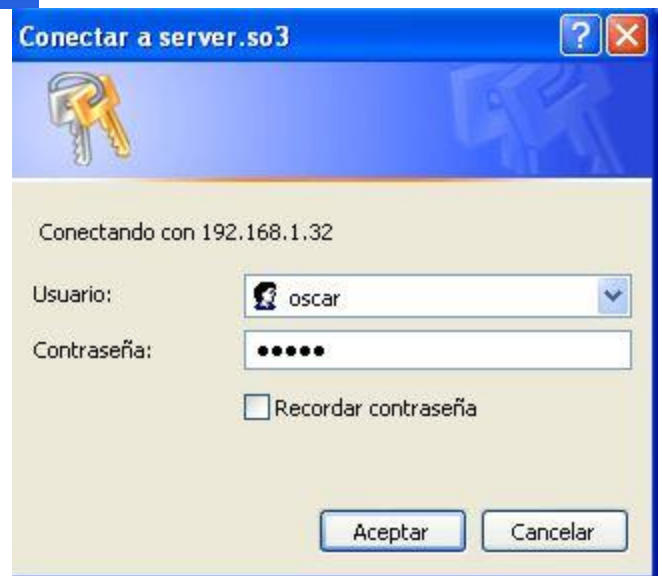 Conectar a server.so3
Conectando con 192.168.1.32
Usuario: oscar
Contraseña: •••••
Recordar contraseña
Aceptar Cancelar